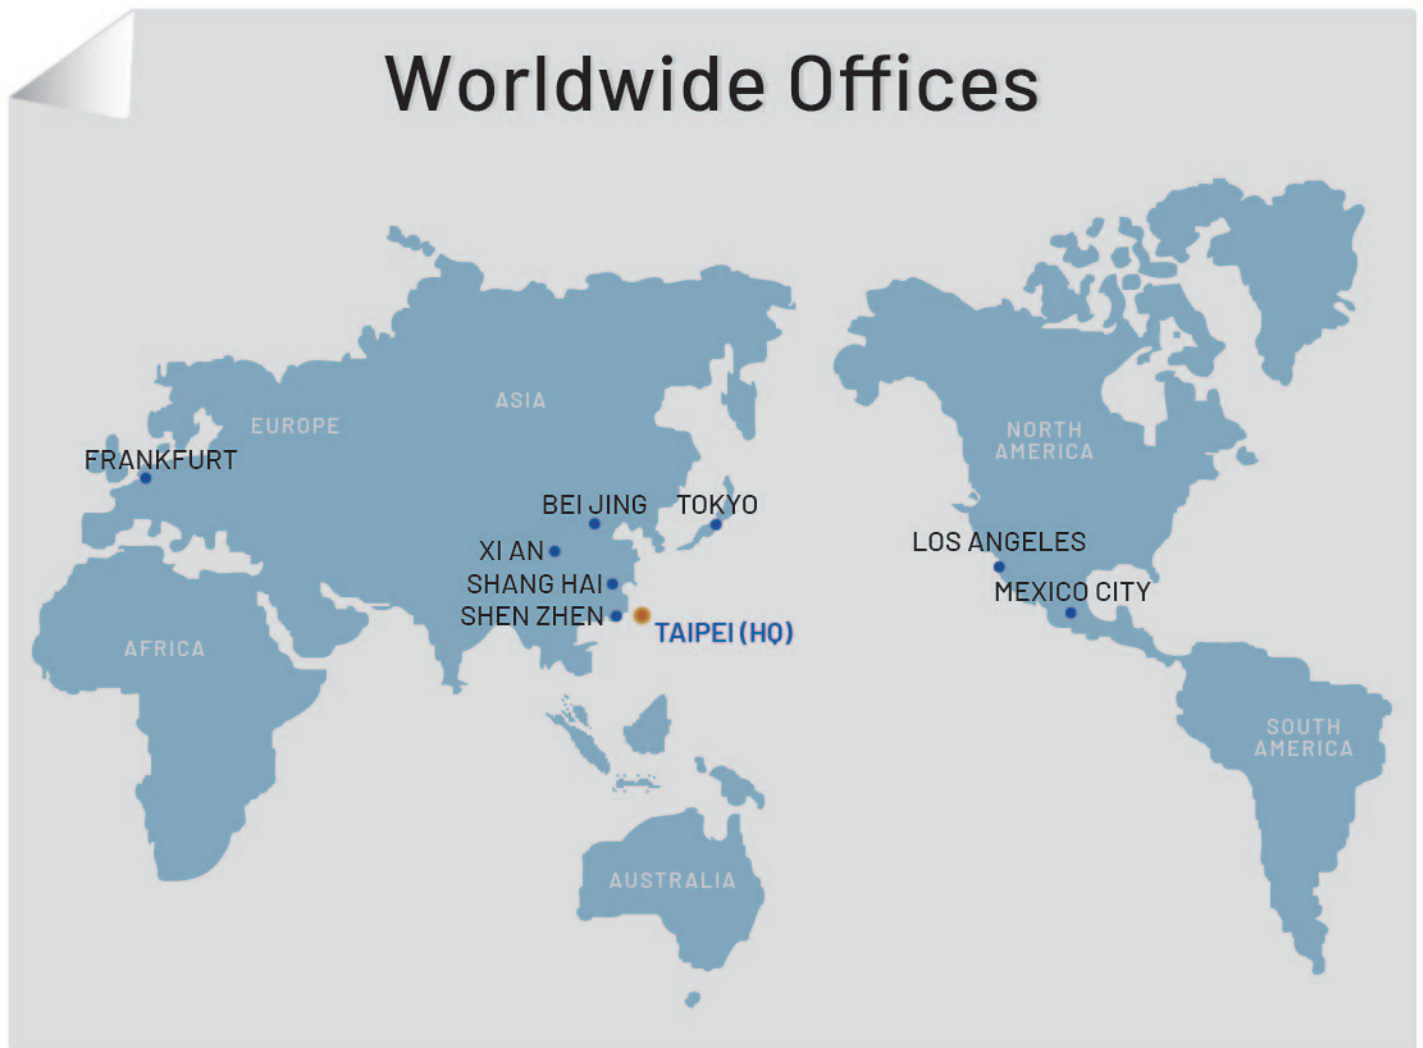 Worldwide Offices
ASIA
EUROPE
NORTH
AMERICA
FRANKFURT
BEI JING
TOKYO
LOS ANGELES
XI AN
SHANG HAI
MEXICO CITY
SHEN ZHEN
TAIPEI (HQ)
AFRICA
SOUTH
AMERICA
AUSTRALIA